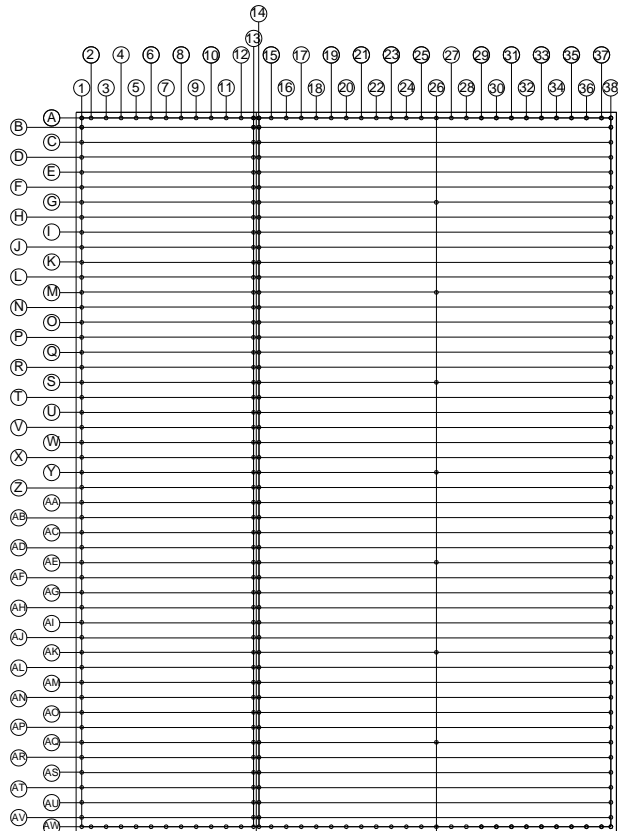 14
13
2 4 6 8 10 12 15 17 19 21 23 25 27 29 31 33 35 37
1 3 5 7 9 11 16 18 20 22 24 26 28 30 32 34 36 38
A
B
C
D
E
F
G
H
I
J
K
L
M
N
O
P
Q
R
S
T
U
V
W
X
Y
Z
AA
AB
AC
AD
AE
AF
AG
AH
AI
AJ
AK
AL
AM
AN
AO
AP
AQ
AR
AS
AT
AU
AV
AW